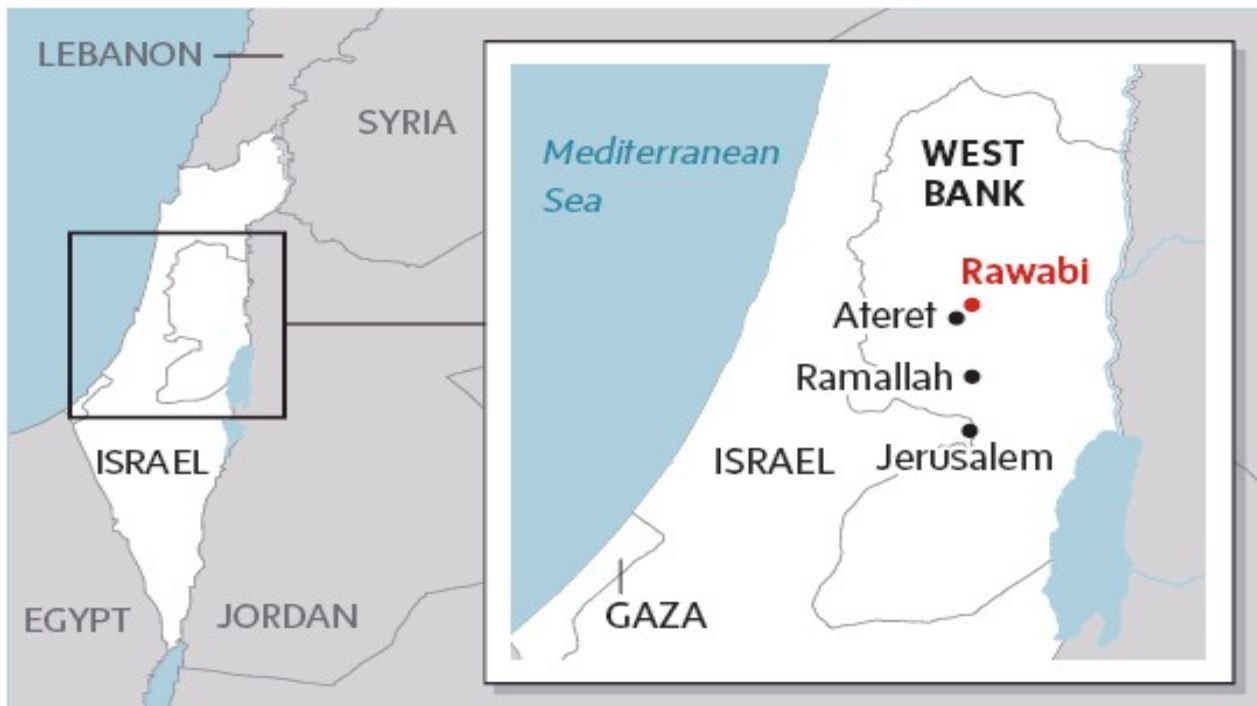 LEBANON
SYRIA
ISRAEL
EGYPT
JORDAN
Mediterranean
Sea
WEST
BANK
Rawabi
Ateret
Ramallah
ISRAEL
Jerusalem
GAZA